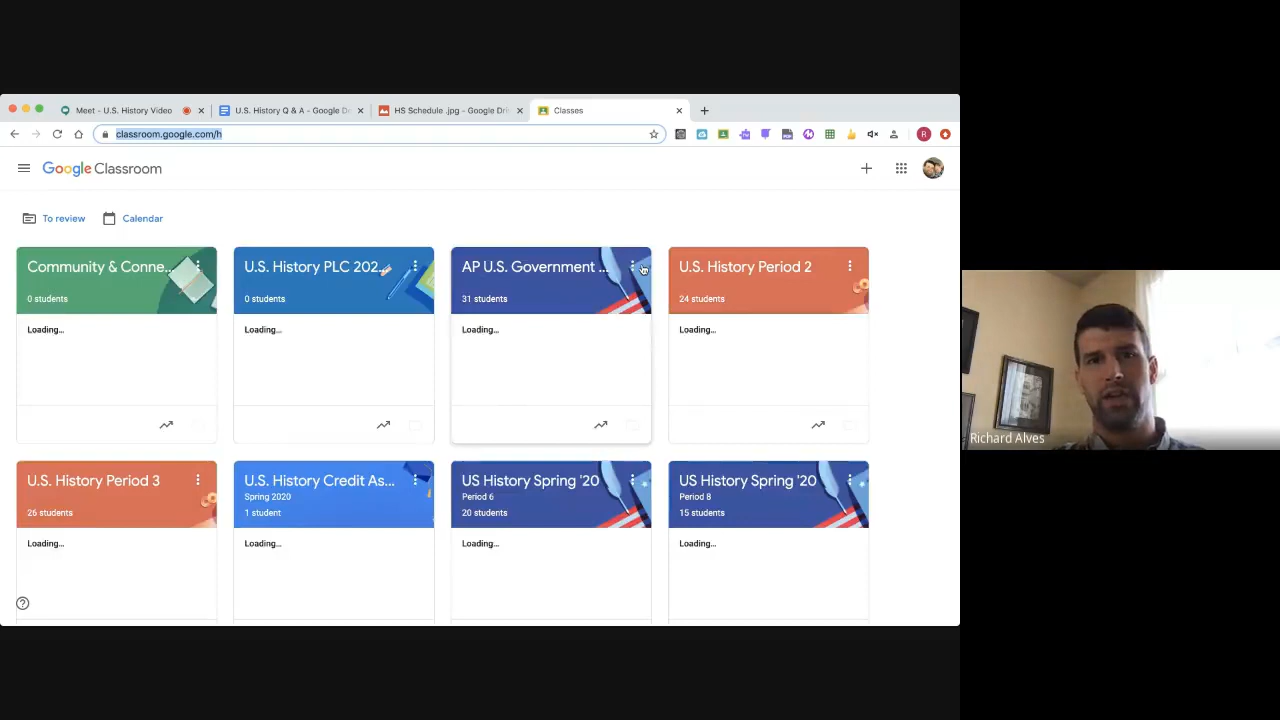 Meet - U.S. History Video
U.S. History Q & A - Google Do
HS Schedule .jpg - Google Driv
Classes
classroom.google.com/h
R
Google Classroom
To review
Calendar
Community & Conne...
0 students
Loading...
U.S. History PLC 202...
0 students
Loading...
AP U.S. Government ...
31 students
Loading...
U.S. History Period 2
24 students
Loading...
U.S. History Period 3
26 students
Loading...
U.S. History Credit As...
Spring 2020
1 student
Loading...
US History Spring '20
Period 6
20 students
Loading...
US History Spring '20
Period 8
15 students
Loading...
Richard Alves